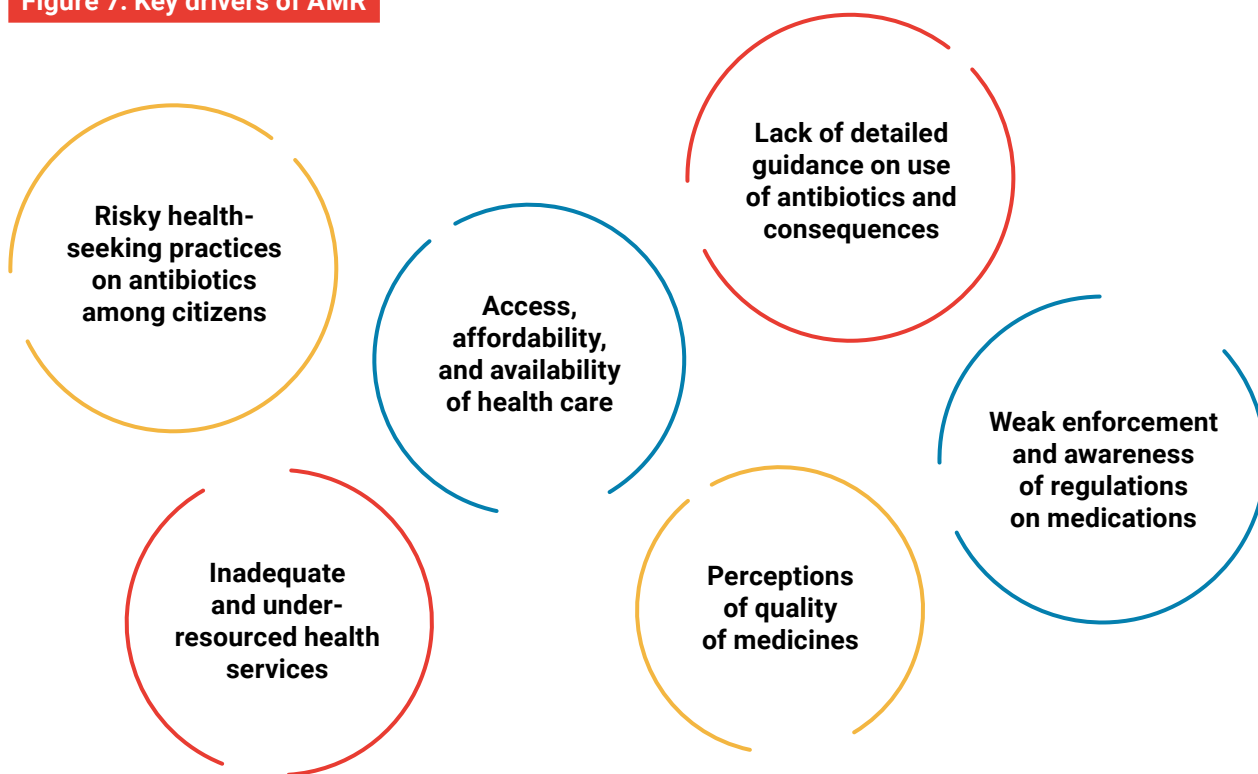 Figure 7. Key drivers of AMR
Risky health-
seeking practices
on antibiotics
among citizens
Access,
affordability,
and availability
of health care
Lack of detailed
guidance on use
of antibiotics and
consequences
Weak enforcement
and awareness
of regulations
on medications
Inadequate
and under-
resourced health
services
Perceptions
of quality
of medicines